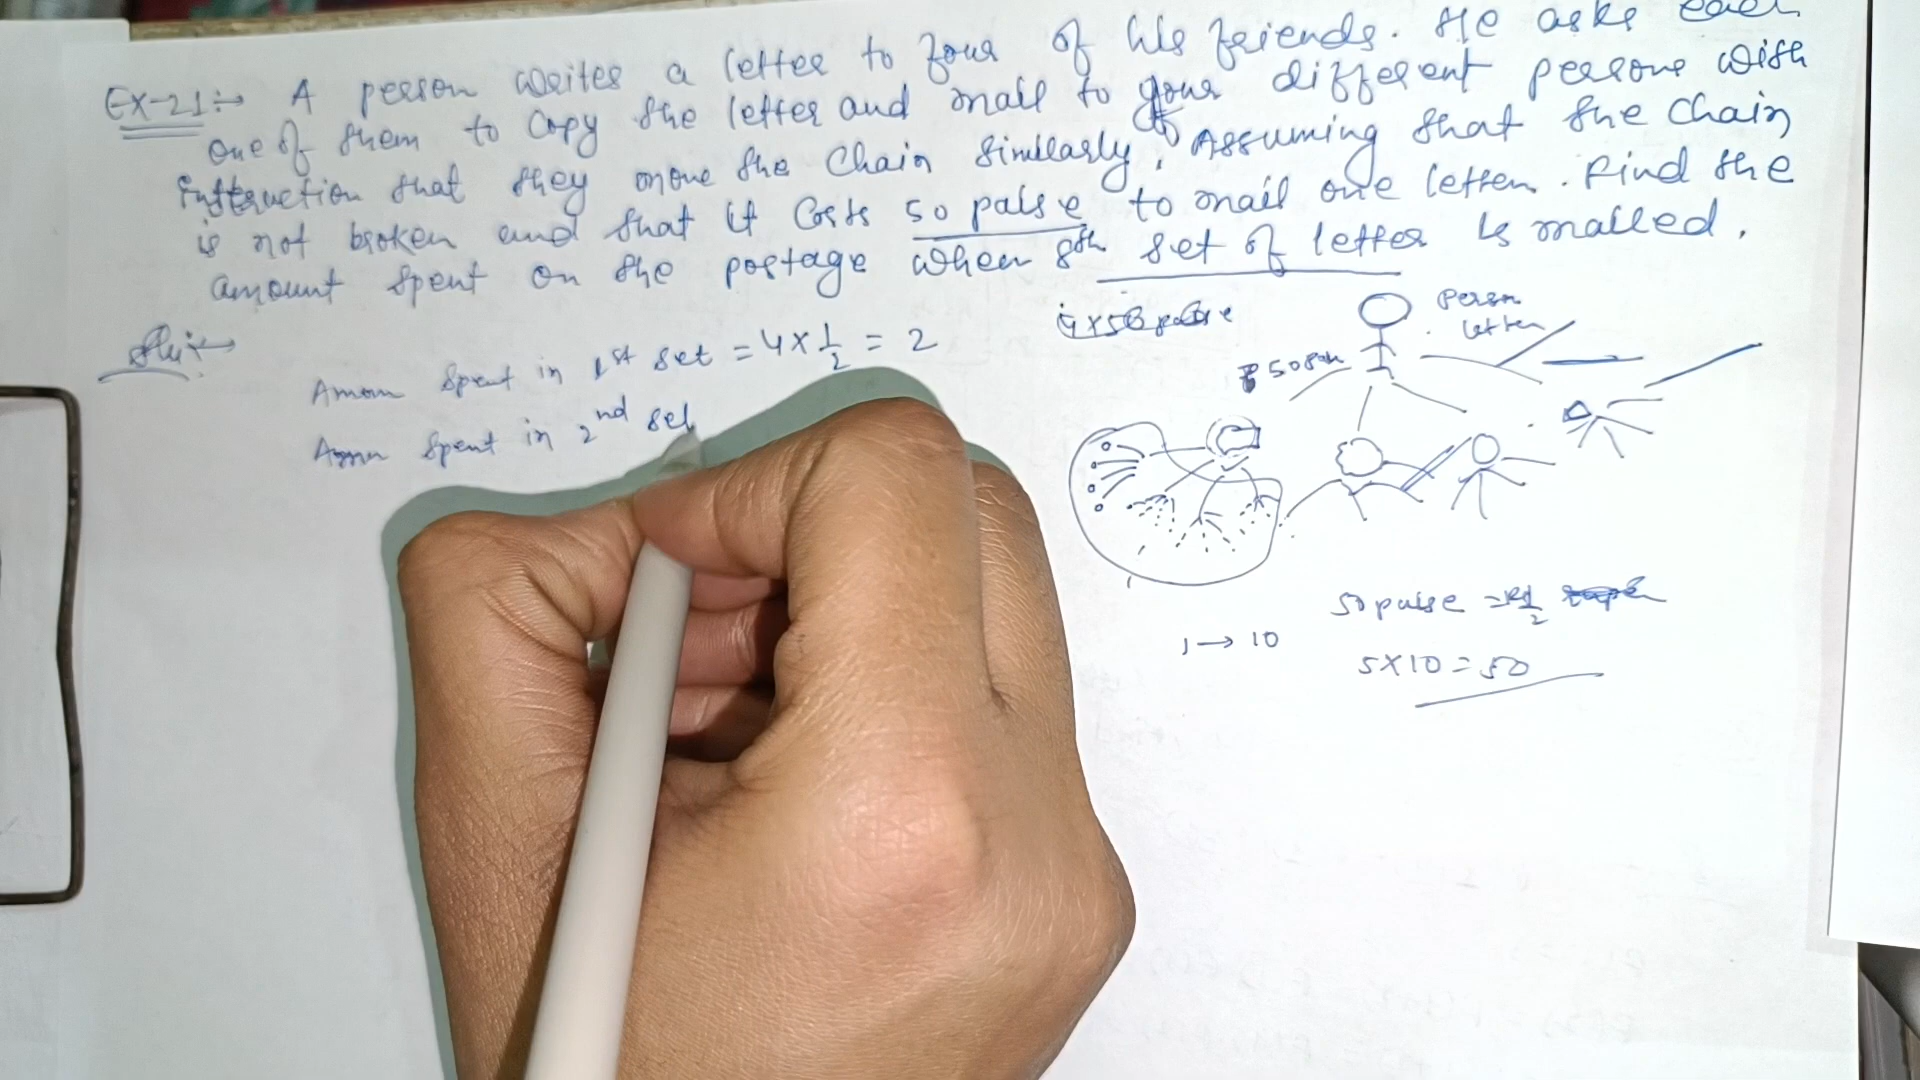 Ex-21:→ A person writes a letter to four of his friends. He asks each
one of them to copy the letter and mail to four different persons with
instruction that they move the chain similarly. Assuming that the chain
is not broken and that it costs 50 paise to mail one letter. Find the
amount spent on the postage when 8th set of letter is mailed.
Amoun spent in 1st set = 4 × 1/2 = 2
spent in 2nd set
Person
letter
50 paise = 1/2
1 → 10
5×10=50